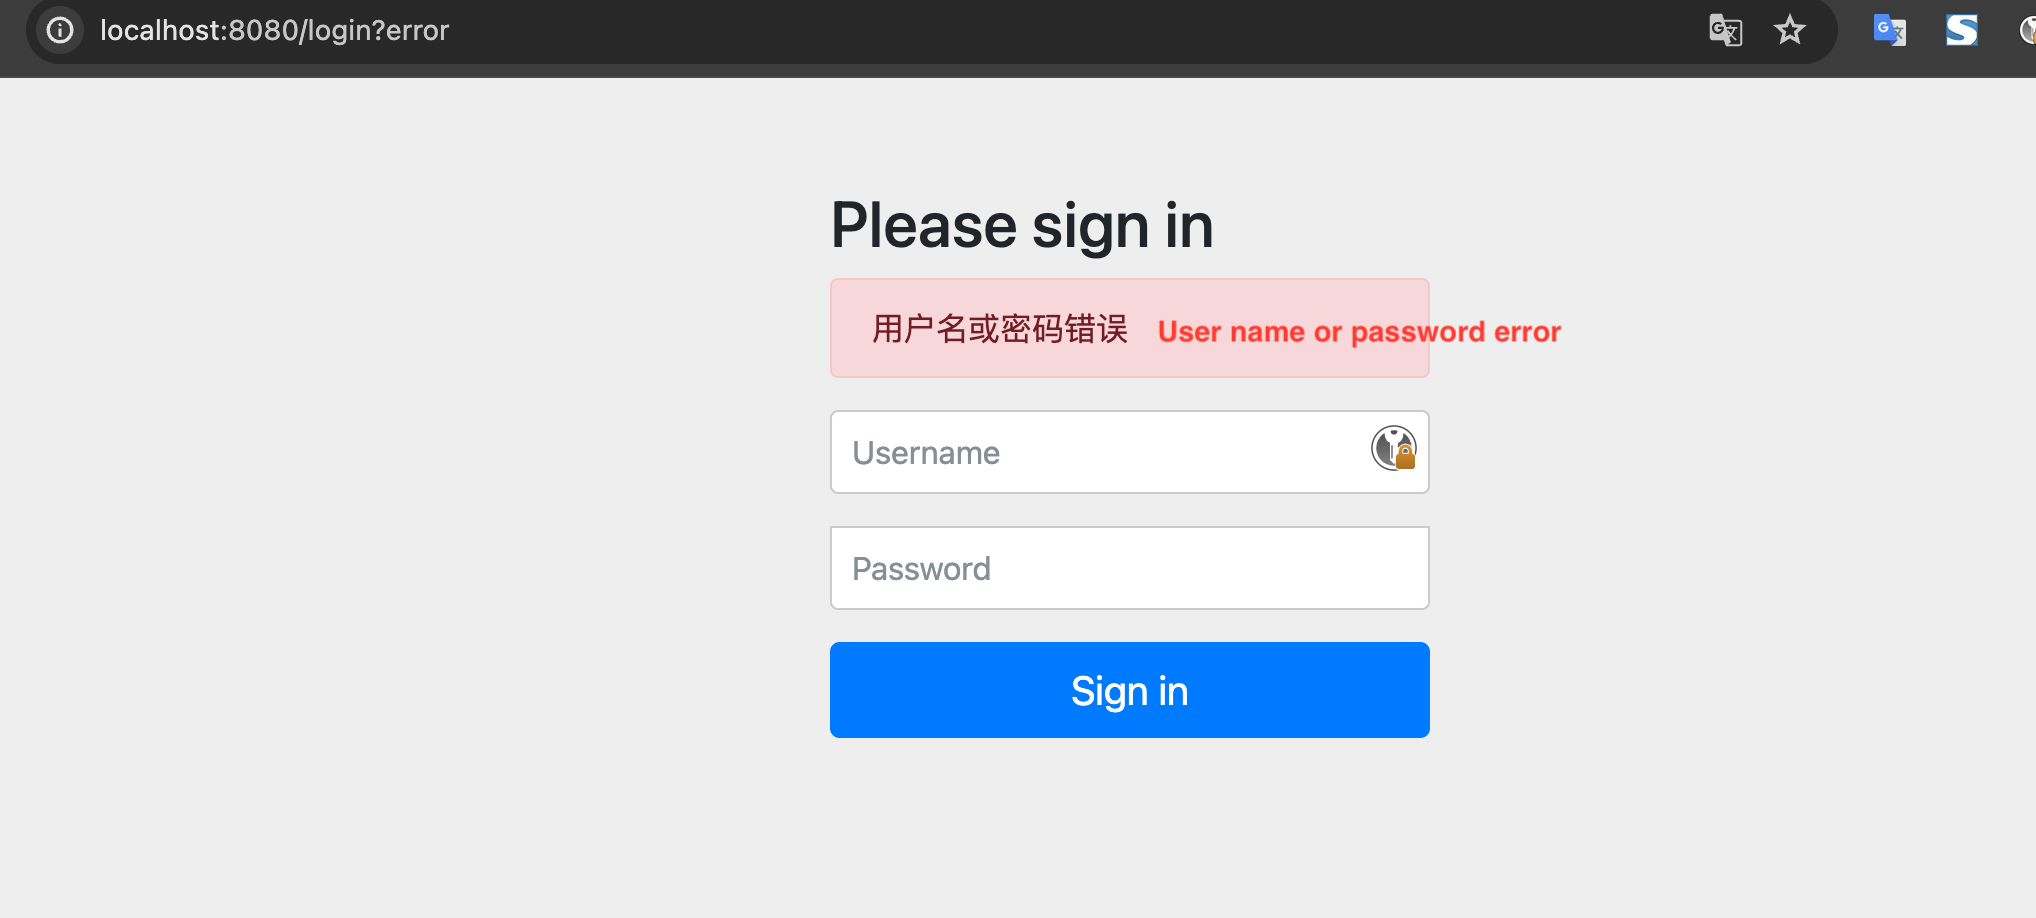 localhost:8080/login?error
Please sign in
用户名或密码错误 User name or password error
Username
Password
Sign in